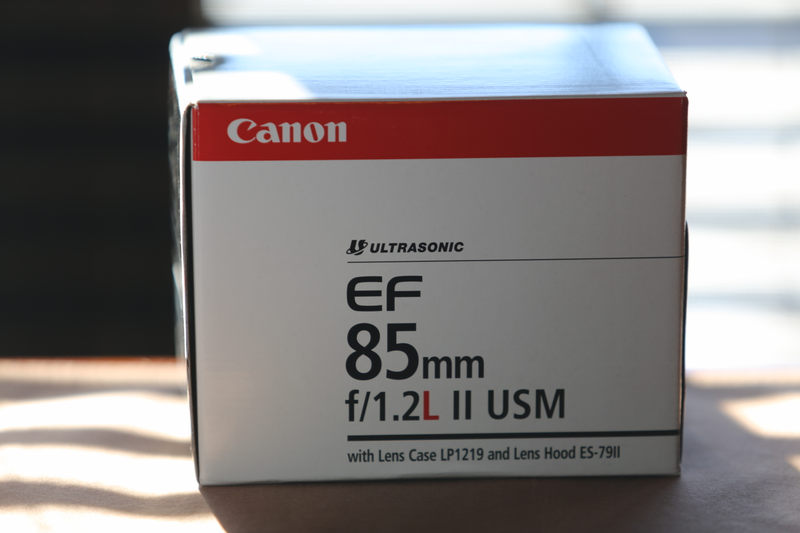 Canon
ULTRASONIC
EF
85mm
f/1.2L II USM
with Lens Case LP1219 and Lens Hood ES-79II